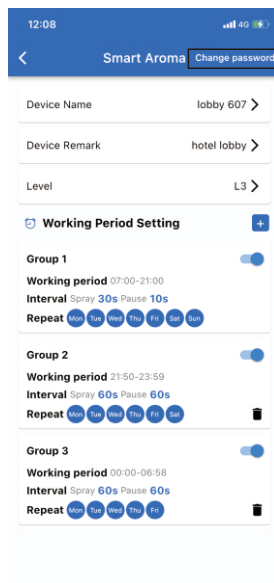 12:08
4G
Smart Aroma
Change password
Device Name
lobby 607
Device Remark
hotel lobby
Level
L3
Working Period Setting
+
Group 1
Working period 07:00-21:00
Interval Spray 30s Pause 10s
Repeat Mon Tue Wed Thu Fri Sat Sun
Group 2
Working period 21:50-23:59
Interval Spray 60s Pause 60s
Repeat Mon Tue Wed Thu Fri Sat
Group 3
Working period 00:00-06:58
Interval Spray 60s Pause 60s
Repeat Mon Tue Wed Thu Fri